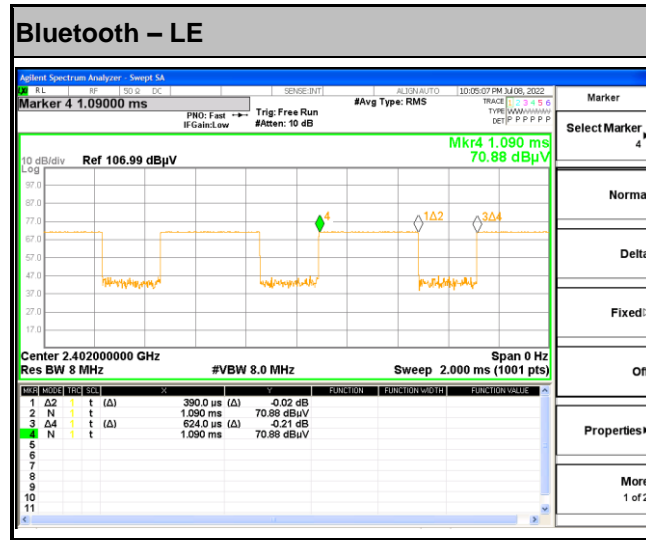 Bluetooth – LE
Agilent Spectrum Analyzer - Swept SA
RL RF 50 Ω DC SENSE:INT ALIGN AUTO 10:05:07 PM Jul 08, 2022
Marker 4 1.09000 ms
#Avg Type: RMS
TRACE 1 2 3 4 5 6
TYPE
DET P P P P P P
PNO: Fast
IFGain:Low
Trig: Free Run
#Atten: 10 dB
Mkr4 1.090 ms
70.88 dBµV
10 dB/div Ref 106.99 dBµV
Log
97.0
87.0
77.0
67.0
57.0
47.0
37.0
27.0
17.0
4
1Δ2
3Δ4
Center 2.402000000 GHz Span 0 Hz
Res BW 8 MHz #VBW 8.0 MHz Sweep 2.000 ms (1001 pts)
MKR MODE TRC SCL X Y FUNCTION FUNCTION WIDTH FUNCTION VALUE
1 Δ2 1 t (Δ) 390.0 µs (Δ) -0.02 dB
2 N 1 t 1.090 ms 70.88 dBµV
3 Δ4 1 t (Δ) 624.0 µs (Δ) -0.21 dB
4 N 1 t 1.090 ms 70.88 dBµV
5
6
7
8
9
10
11
Marker
Select Marker
4
Norma
Delta
Fixed
Of
Properties
More
1 of 2